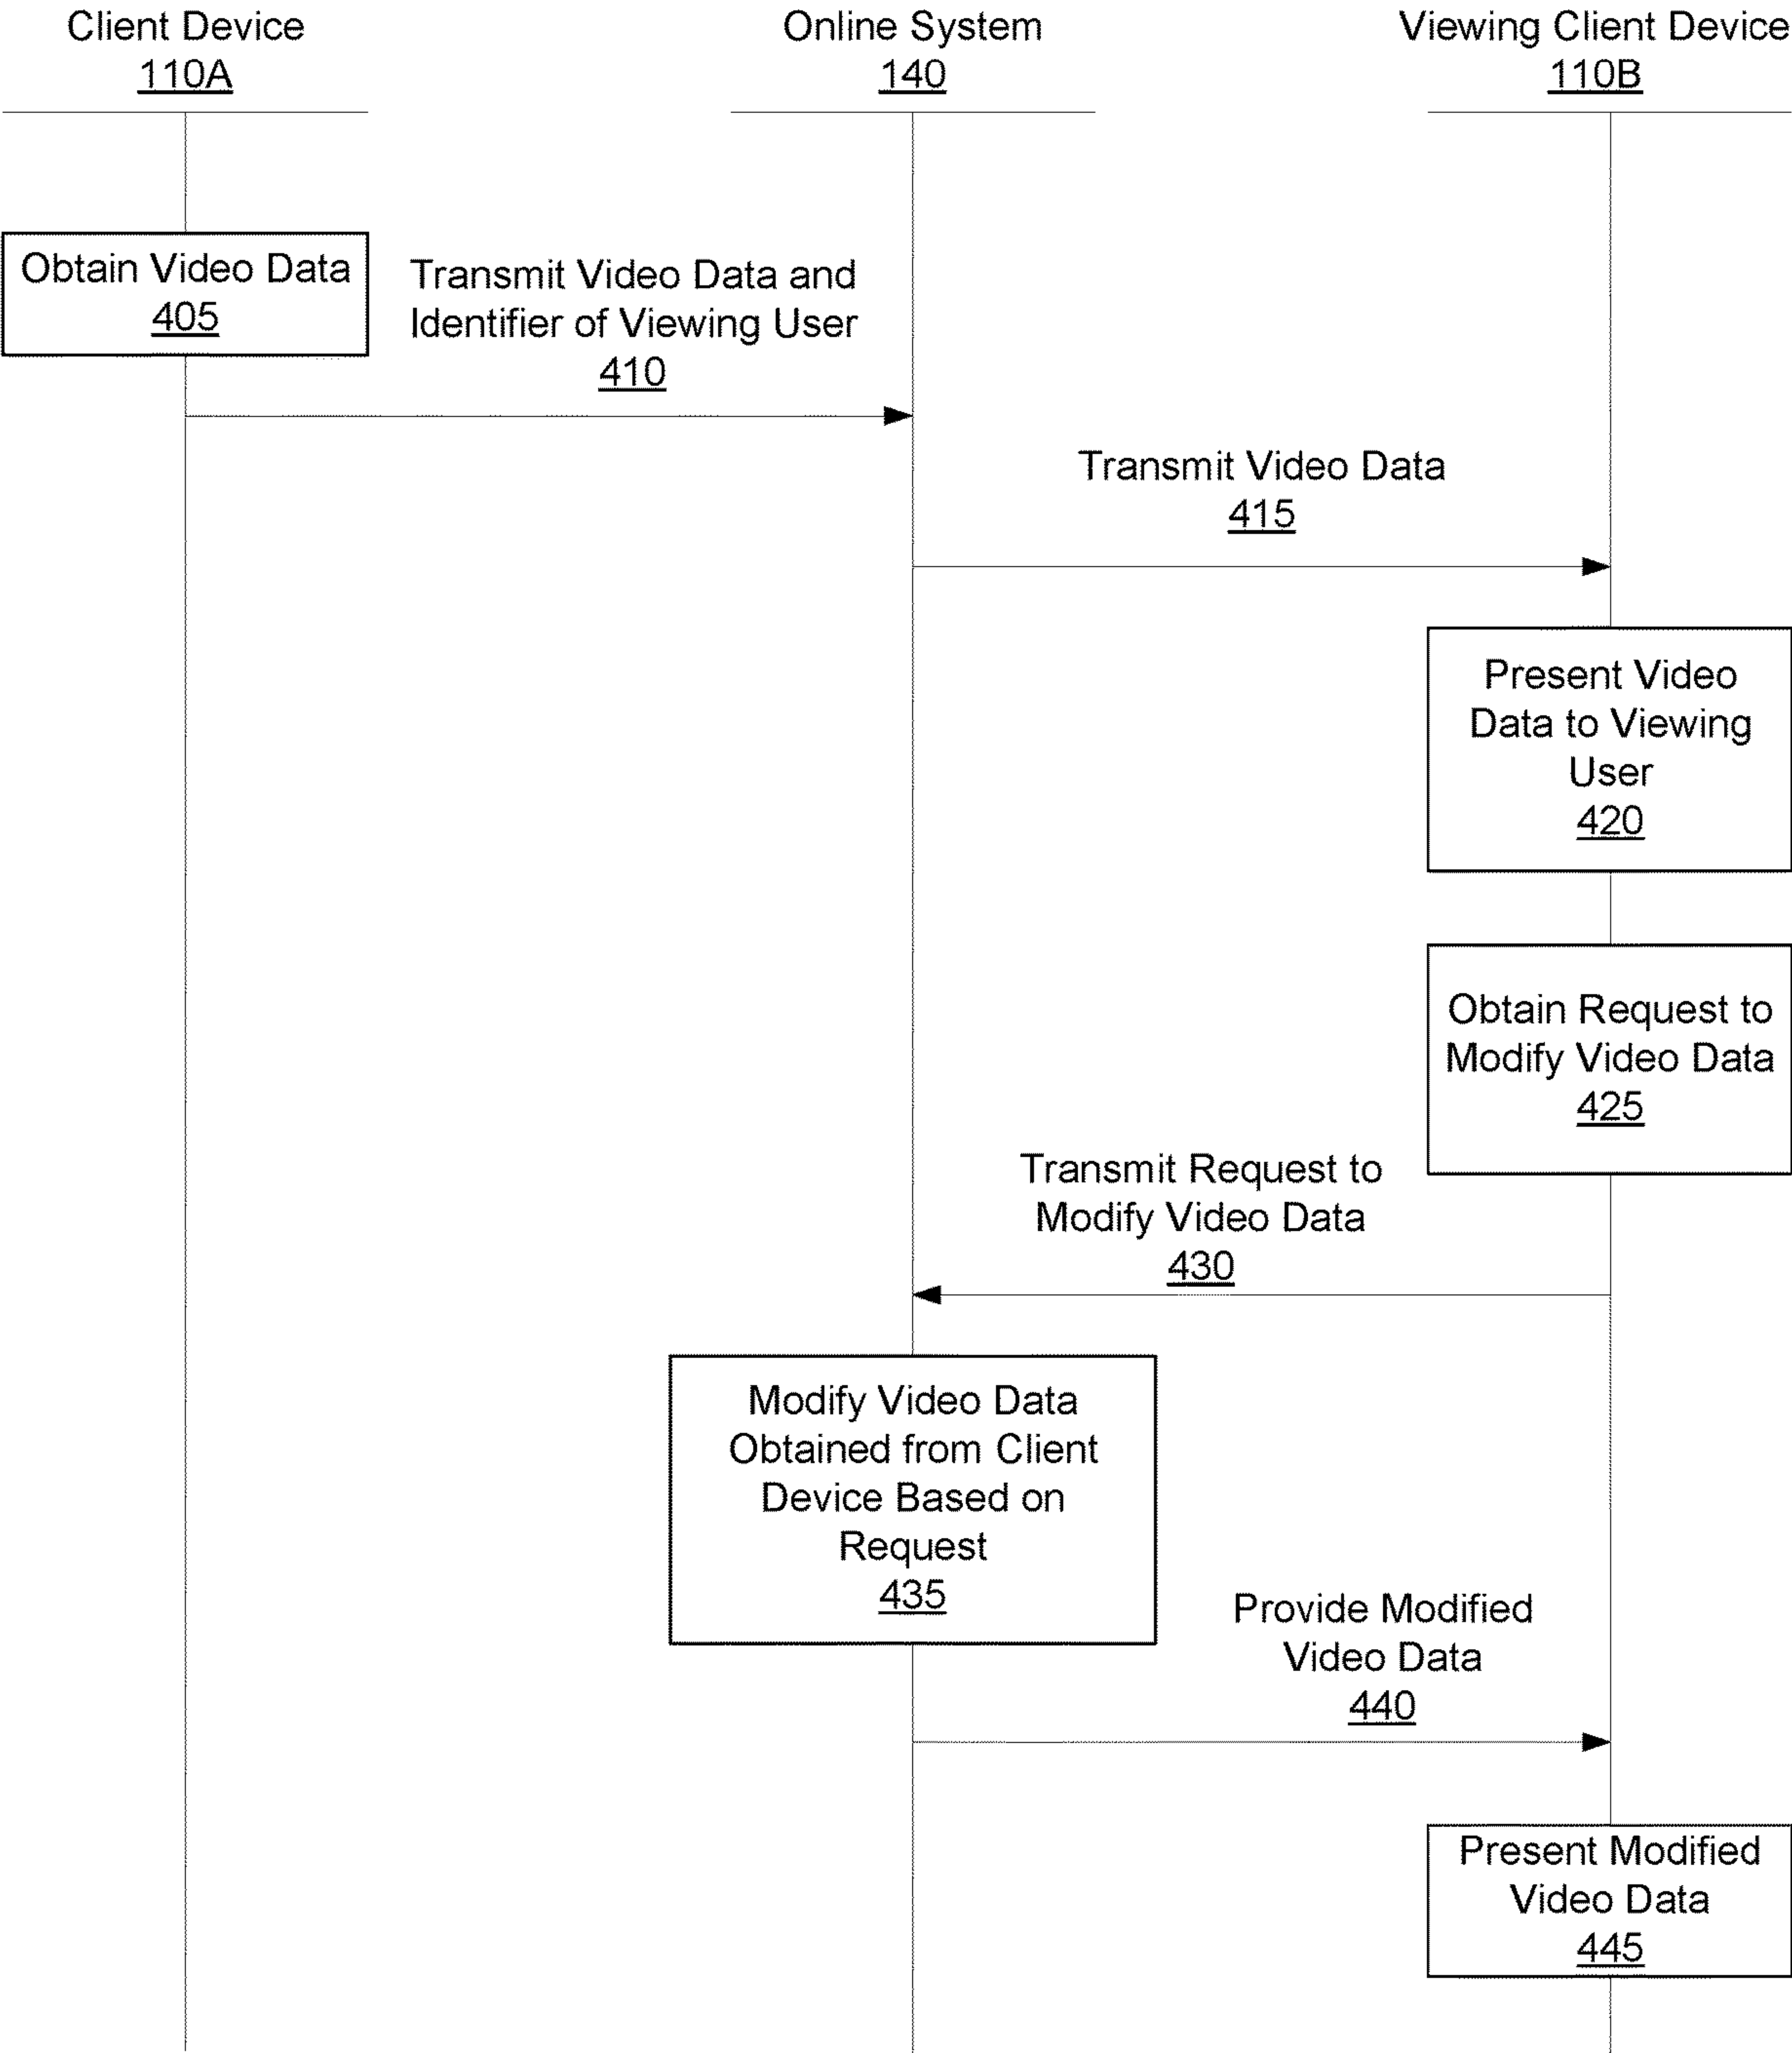 Client Device
110A
Online System
140
Viewing Client Device
110B
Obtain Video Data
405
Transmit Video Data and
Identifier of Viewing User
410
Transmit Video Data
415
Present Video
Data to Viewing
User
420
Obtain Request to
Modify Video Data
425
Transmit Request to
Modify Video Data
430
Modify Video Data
Obtained from Client
Device Based on
Request
435
Provide Modified
Video Data
440
Present Modified
Video Data
445